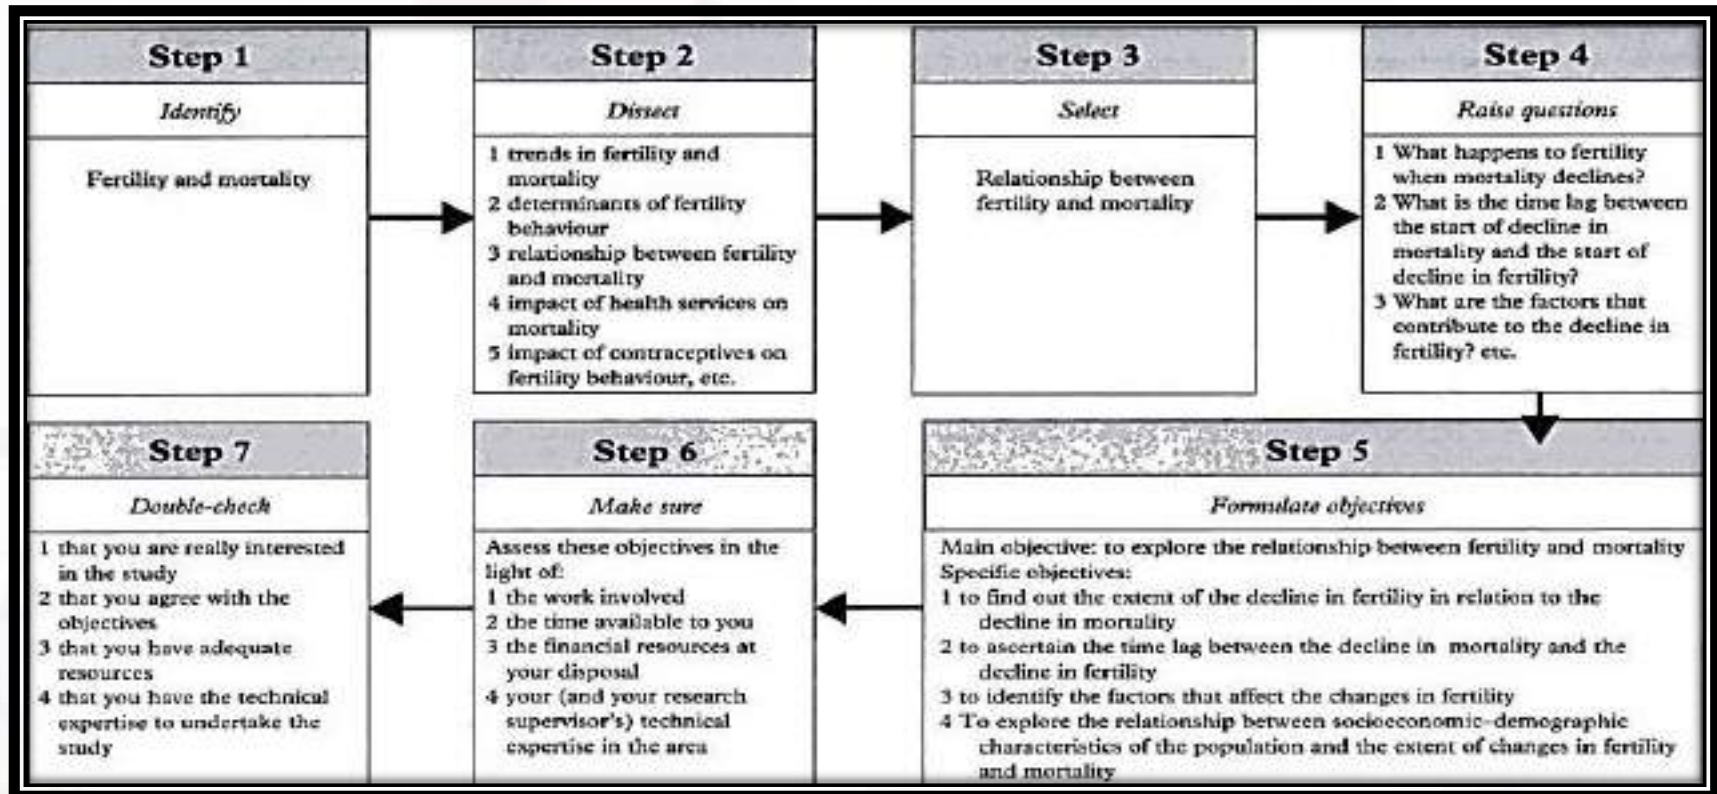 Step 1
Identify
Fertility and mortality
Step 2
Dissect
1 trends in fertility and
mortality
2 determinants of fertility
behaviour
3 relationship between fertility
and mortality
4 impact of health services on
mortality
5 impact of contraceptives on
fertility behaviour, etc.
Step 3
Select
Relationship between
fertility and mortality
Step 4
Raise questions
1 What happens to fertility
when mortality declines?
2 What is the time lag between
the start of decline in
mortality and the start of
decline in fertility?
3 What are the factors that
contribute to the decline in
fertility? etc.
Step 5
Formulate objectives
Main objective: to explore the relationship between fertility and mortality
Specific objectives:
1 to find out the extent of the decline in fertility in relation to the
decline in mortality
2 to ascertain the time lag between the decline in mortality and the
decline in fertility
3 to identify the factors that affect the changes in fertility
4 To explore the relationship between socioeconomic-demographic
characteristics of the population and the extent of changes in fertility
and mortality
Step 6
Make sure
Assess these objectives in the
light of:
1 the work involved
2 the time available to you
3 the financial resources at
your disposal
4 your (and your research
supervisor's) technical
expertise in the area
Step 7
Double-check
1 that you are really interested
in the study
2 that you agree with the
objectives
3 that you have adequate
resources
4 that you have the technical
expertise to undertake the
study